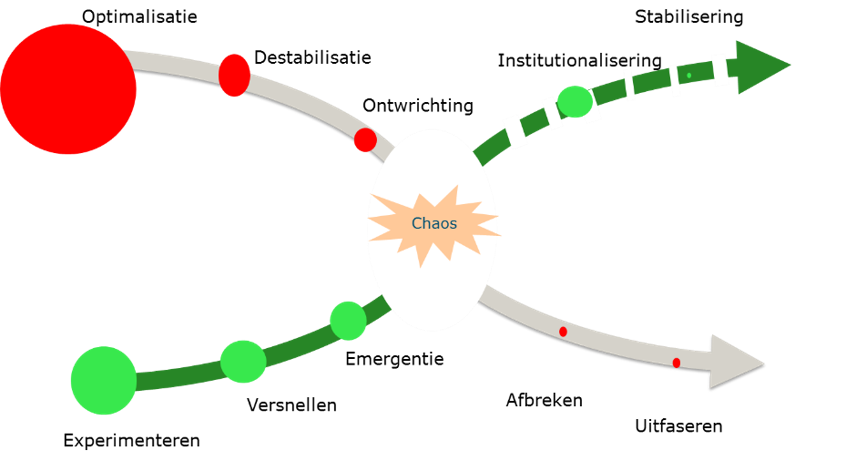 Optimalisatie
Stabilisering
Destabilisatie
Institutionalisering
Ontwrichting
Chaos
Emergentie
Versnellen
Afbreken
Uitfaseren
Experimenteren